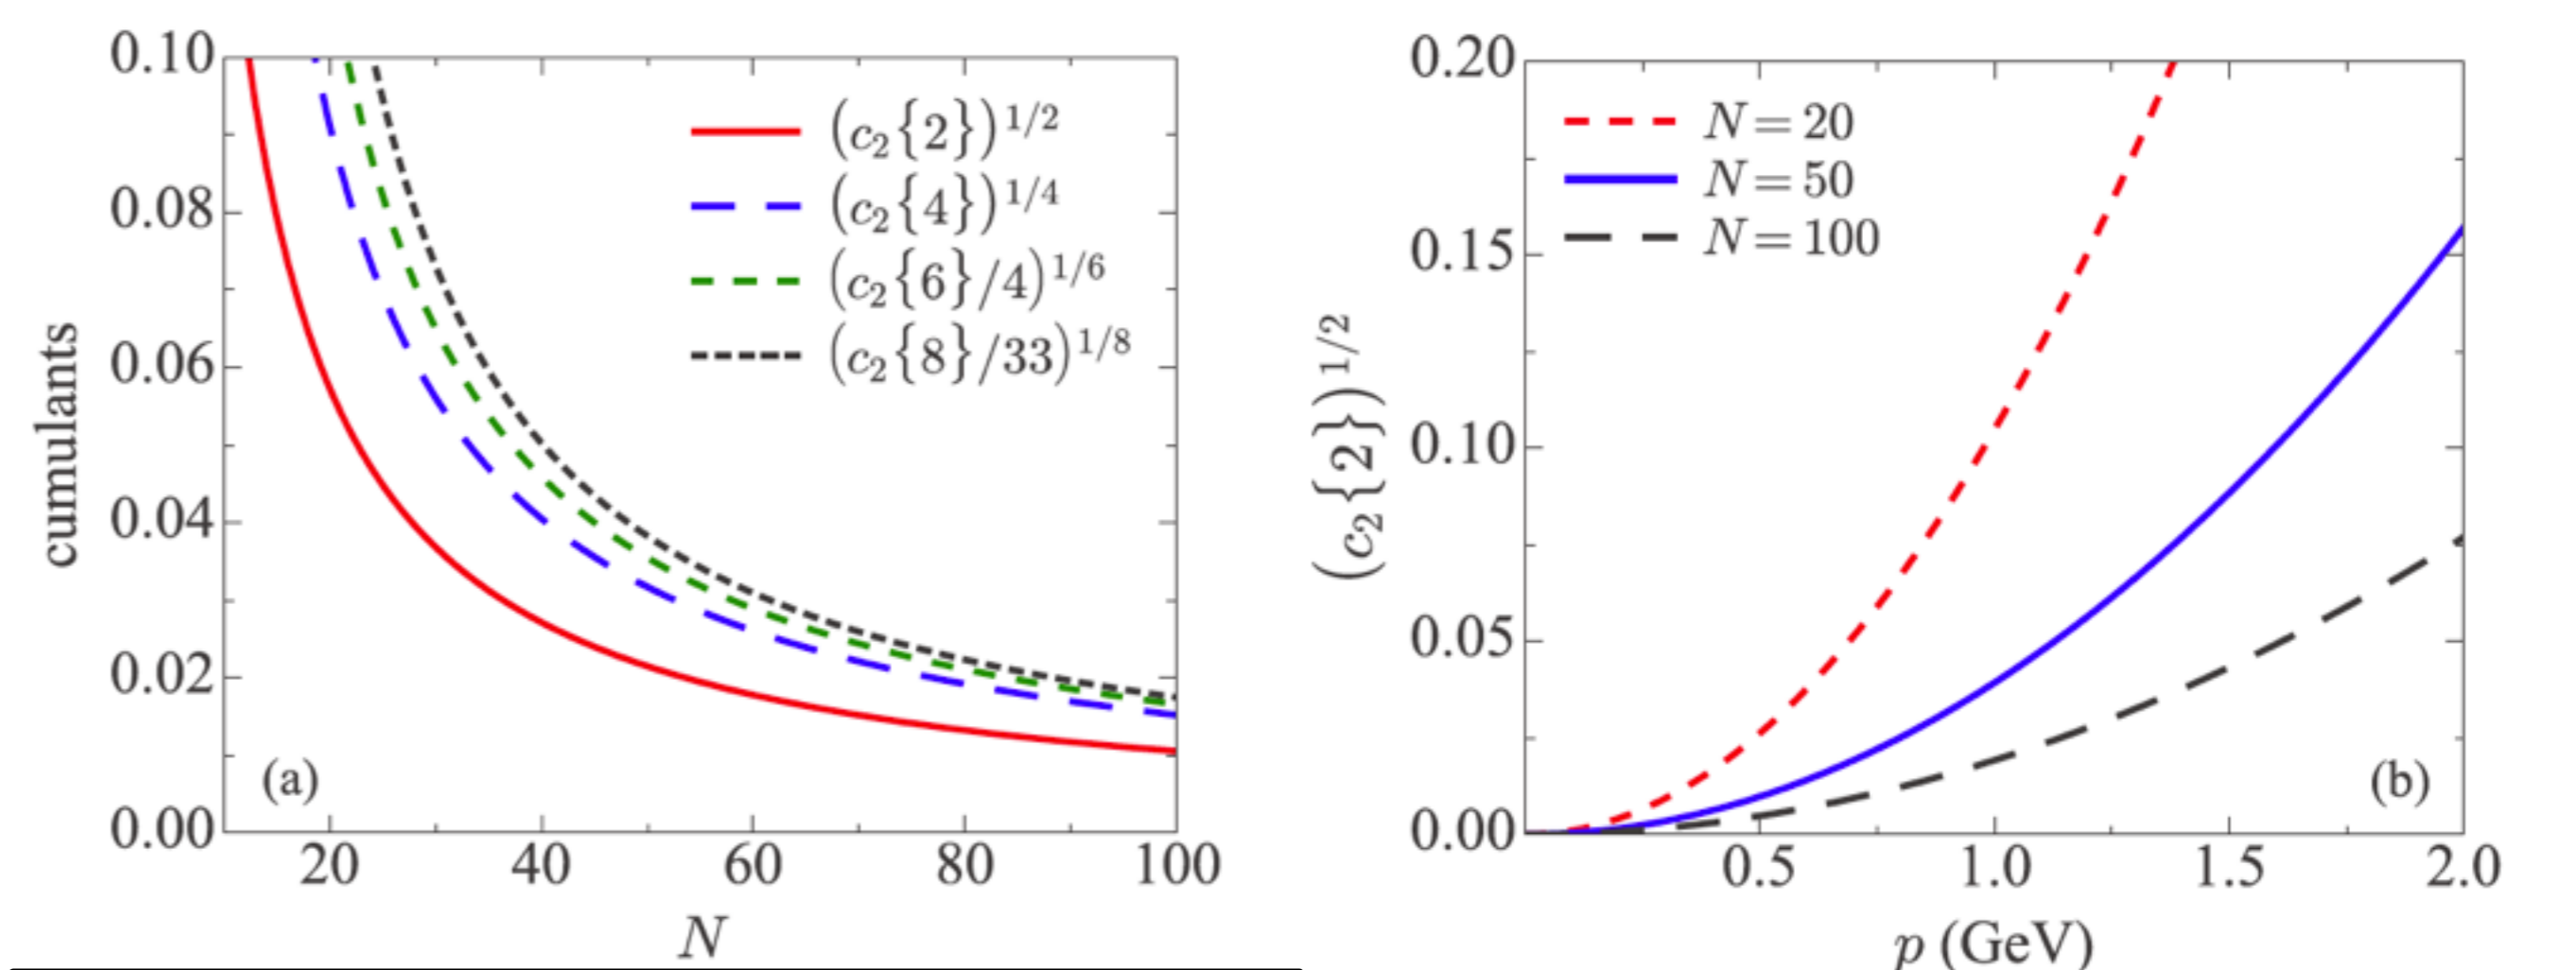 0.10
0.08
0.06
0.04
0.02
0.00
cumulants
(c₂{2})^1/2
(c₂{4})^1/4
(c₂{6}/4)^1/6
(c₂{8}/33)^1/8
(a)
20 40 60 80 100
N
0.20
0.15
0.10
0.05
0.00
(c₂{2})^1/2
N = 20
N = 50
N = 100
(b)
0.5 1.0 1.5 2.0
p (GeV)